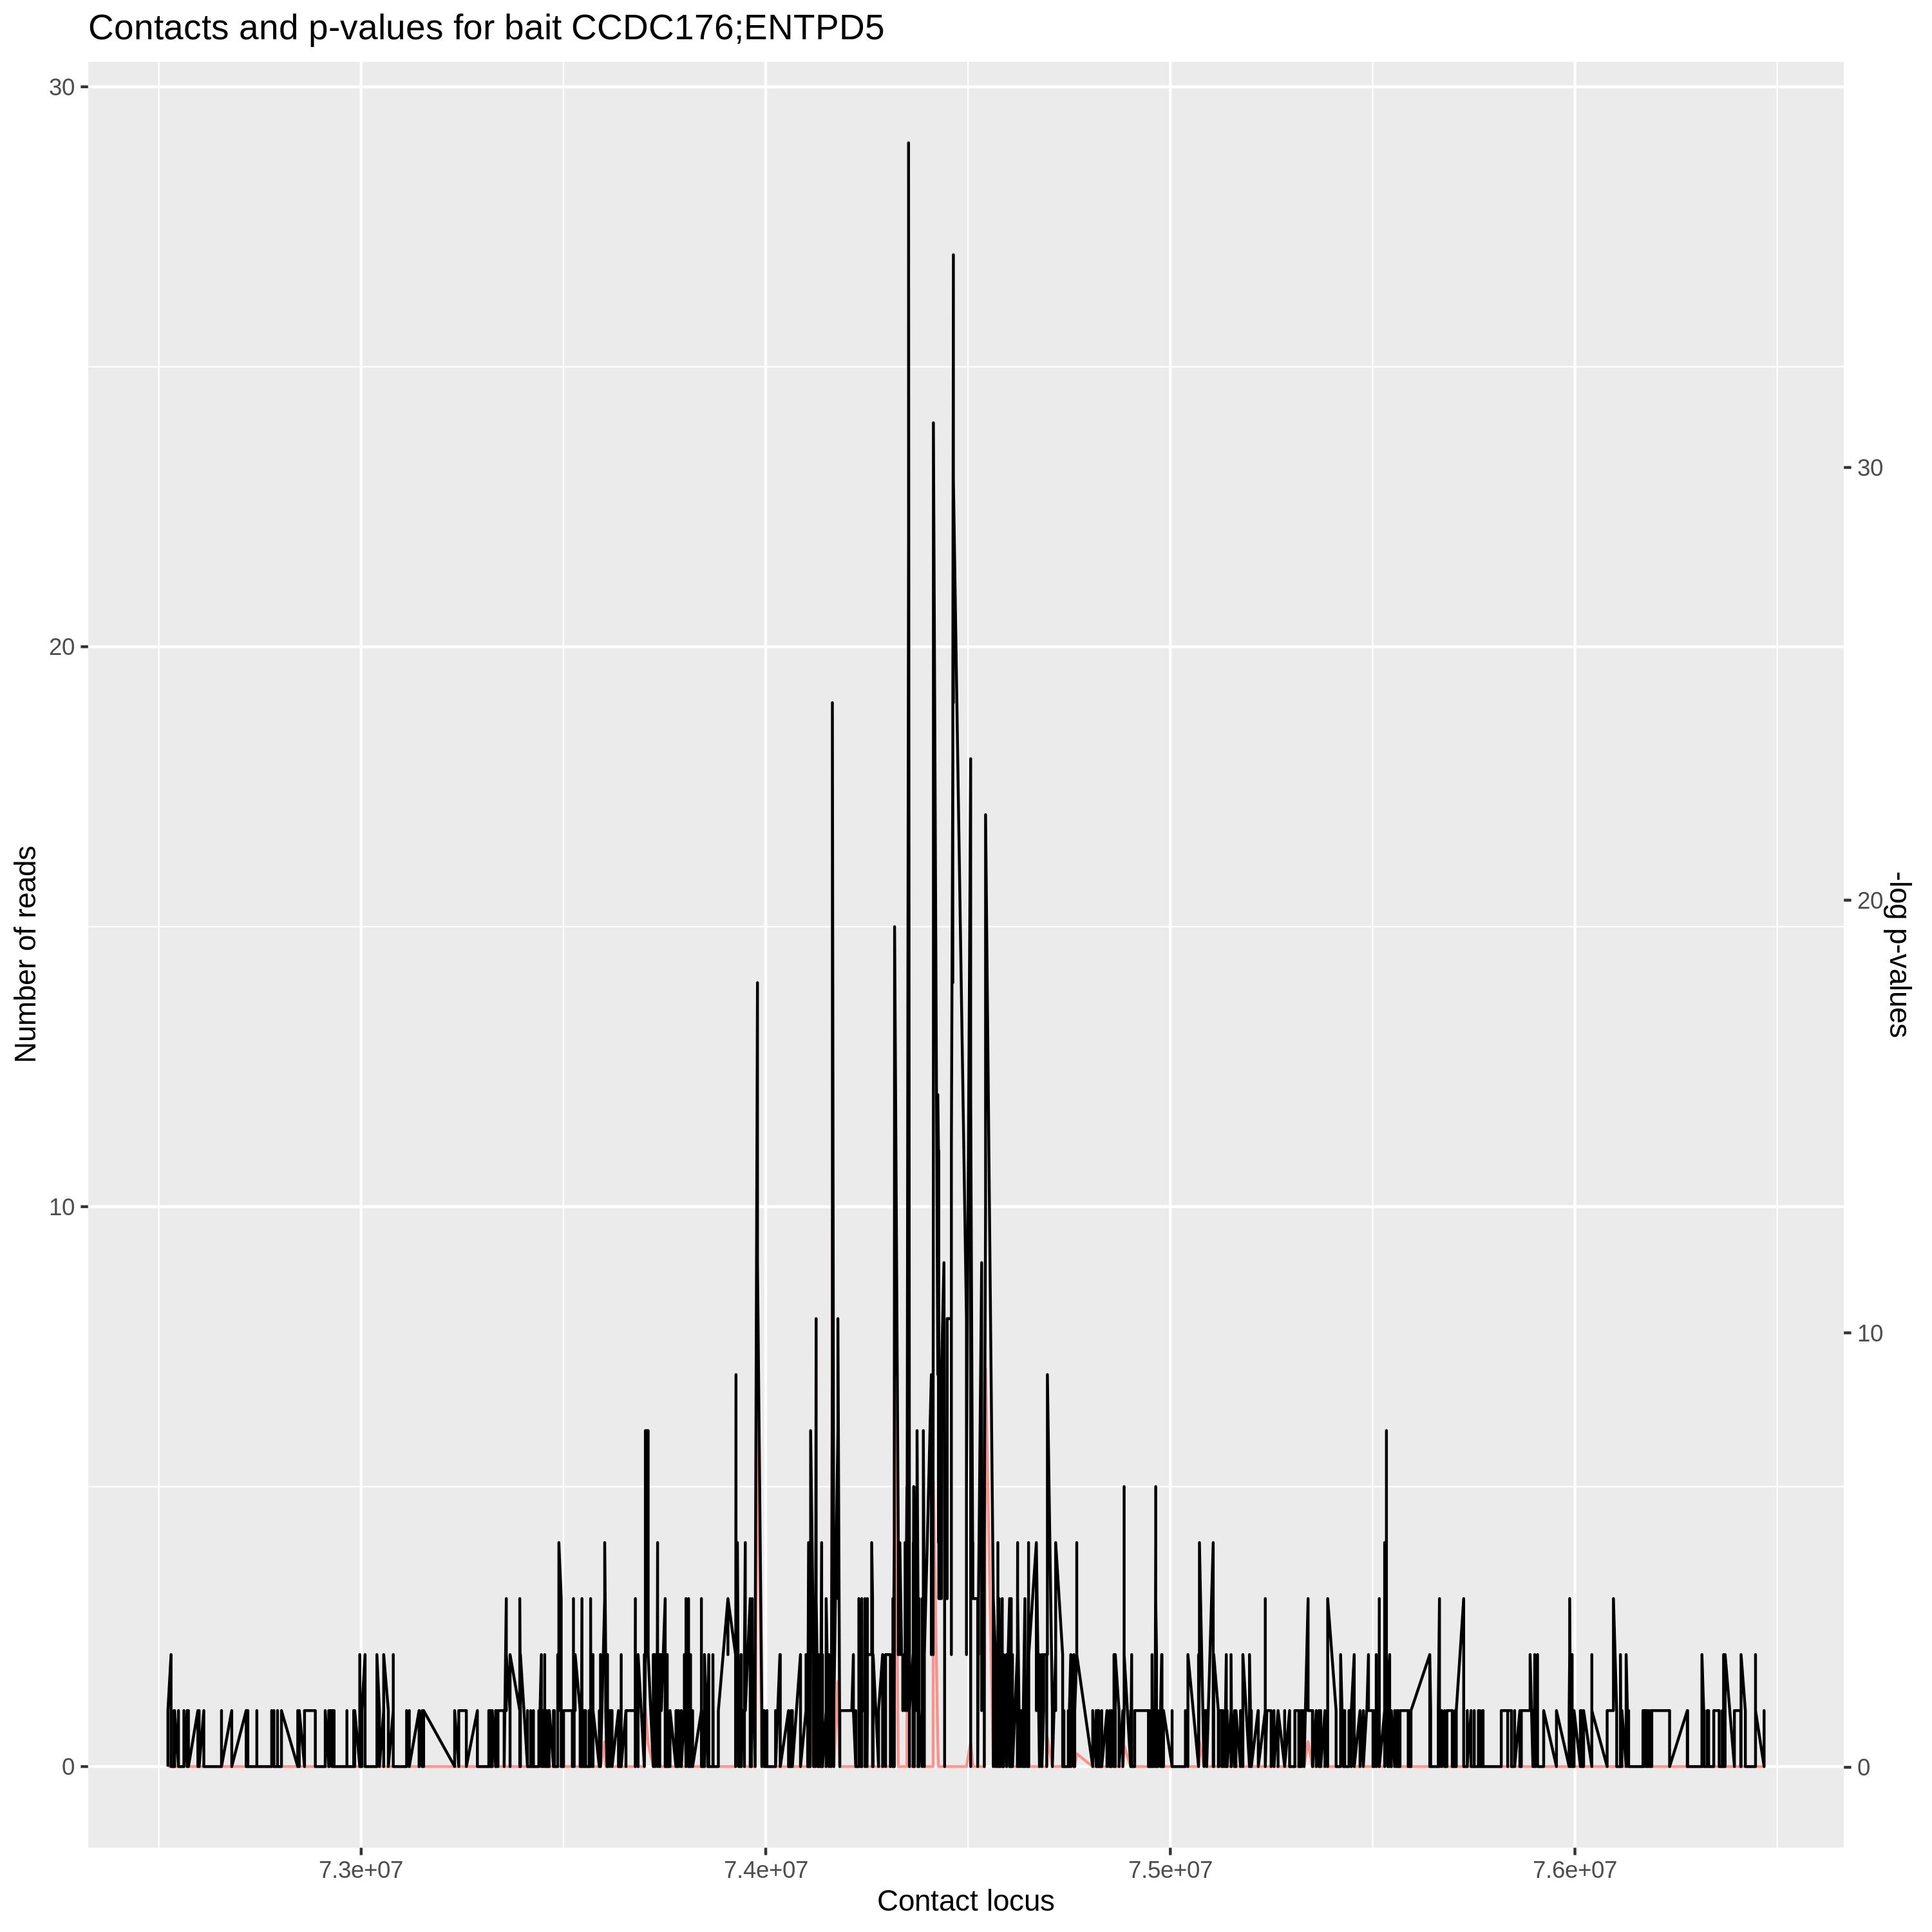 Contacts and p-values for bait CCDC176;ENTPD5
30
20
10
0
Number of reads
30
20
10
0
-log p-values
7.3e+07
7.4e+07
7.5e+07
7.6e+07
Contact locus